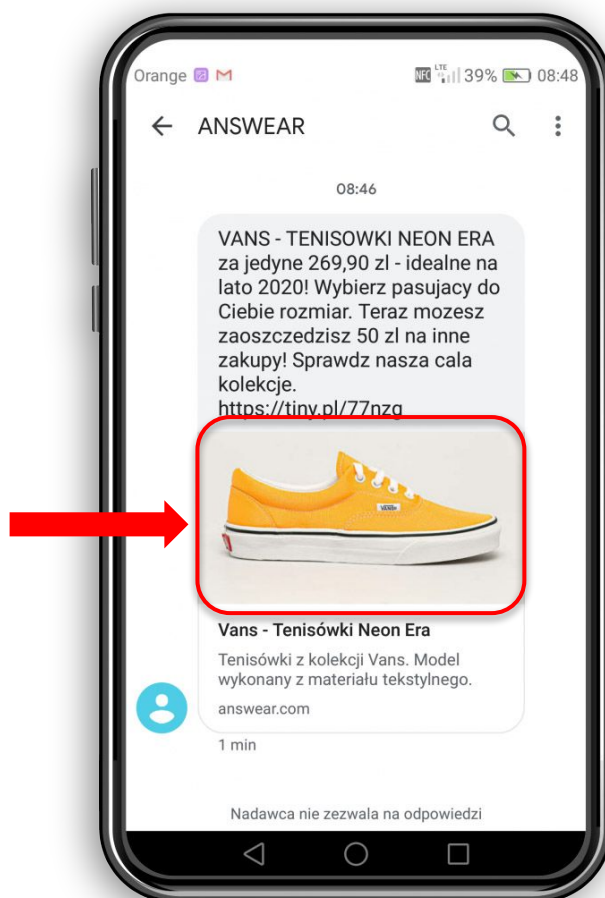 Orange
NFC LTE 39% 08:48
ANSWEAR
08:46
VANS - TENISOWKI NEON ERA
za jedyne 269,90 zl - idealne na
lato 2020! Wybierz pasujacy do
Ciebie rozmiar. Teraz mozesz
zaoszczedzisz 50 zl na inne
zakupy! Sprawdz nasza cala
kolekcje.
https://tiny.pl/77nzg
VANS
Vans - Tenisówki Neon Era
Tenisówki z kolekcji Vans. Model
wykonany z materiału tekstylnego.
answear.com
1 min
Nadawca nie zezwala na odpowiedzi